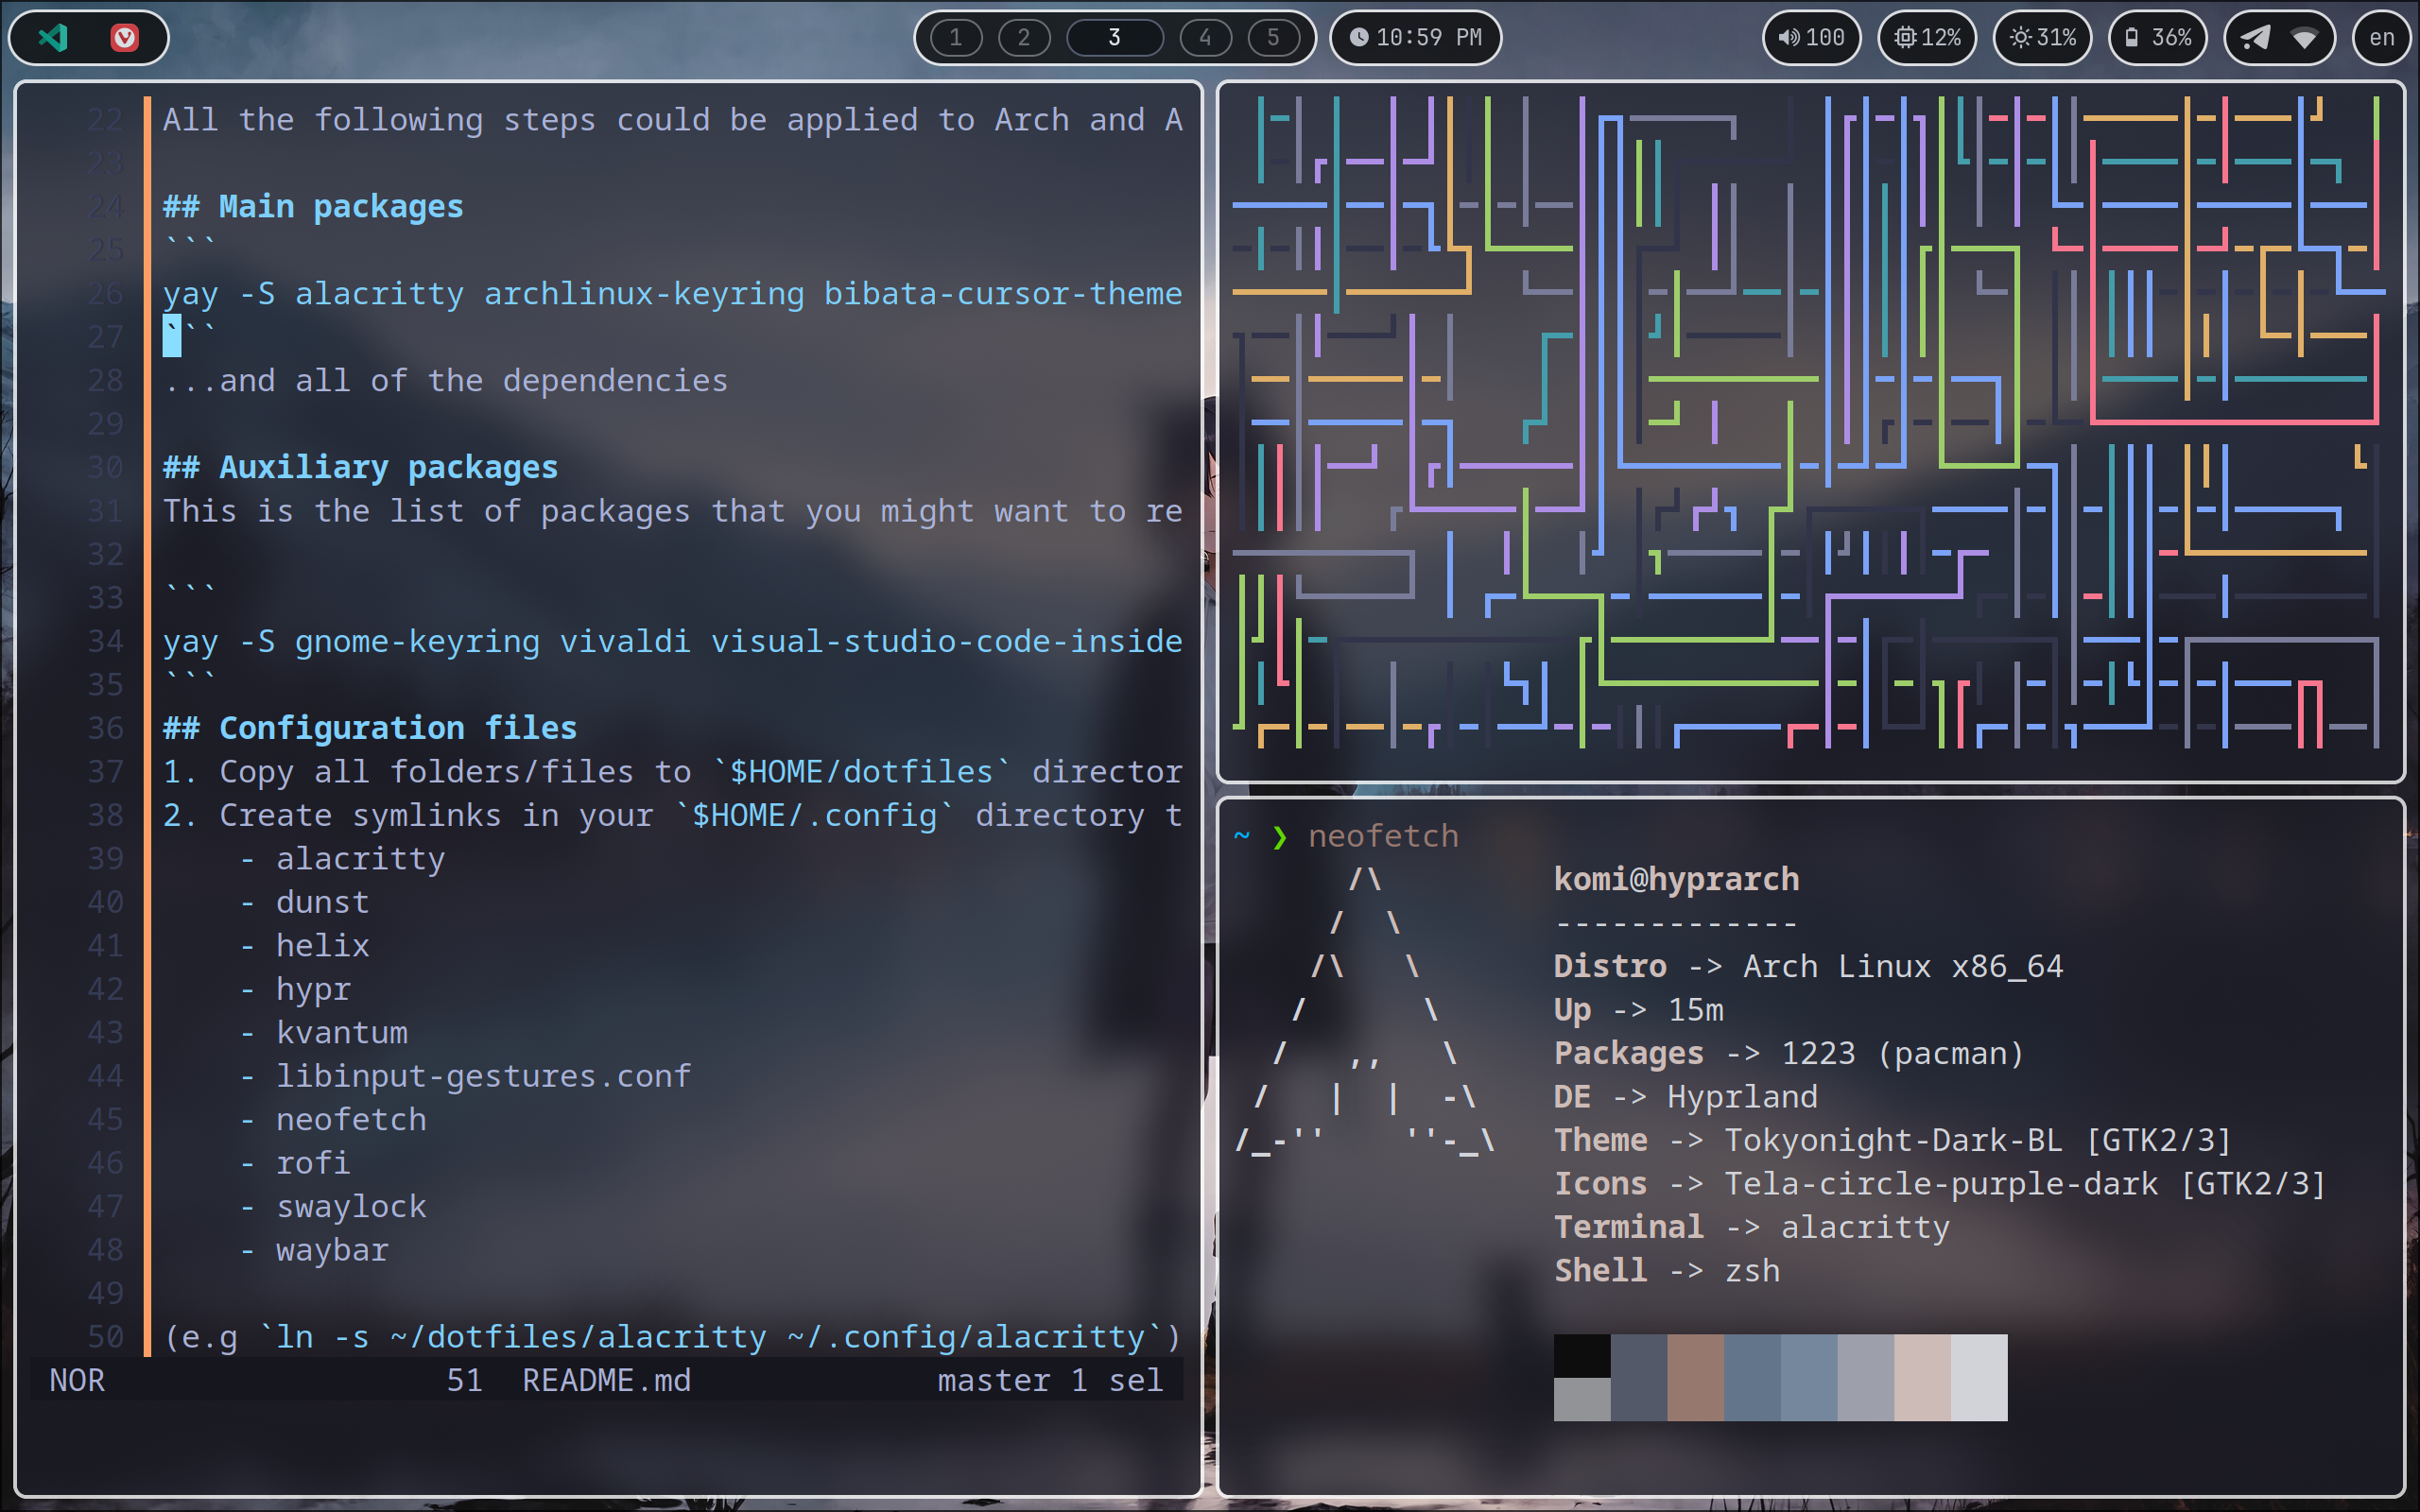 1 2 3 4 5 10:59 PM 100 12% 31% 36% en
22 All the following steps could be applied to Arch and A
23
24 ## Main packages
25 ```
26 yay -S alacritty archlinux-keyring bibata-cursor-theme
27 ```
28 ...and all of the dependencies
29
30 ## Auxiliary packages
31 This is the list of packages that you might want to re
32
33 ```
34 yay -S gnome-keyring vivaldi visual-studio-code-inside
35 ```
36 ## Configuration files
37 1. Copy all folders/files to `$HOME/dotfiles` director
38 2. Create symlinks in your `$HOME/.config` directory t
39 - alacritty
40 - dunst
41 - helix
42 - hypr
43 - kvantum
44 - libinput-gestures.conf
45 - neofetch
46 - rofi
47 - swaylock
48 - waybar
49
50 (e.g `ln -s ~/dotfiles/alacritty ~/.config/alacritty`)
NOR 51 README.md master 1 sel
~ ❯ neofetch
komi@hyprarch
-------------
Distro -> Arch Linux x86_64
Up -> 15m
Packages -> 1223 (pacman)
DE -> Hyprland
Theme -> Tokyonight-Dark-BL [GTK2/3]
Icons -> Tela-circle-purple-dark [GTK2/3]
Terminal -> alacritty
Shell -> zsh